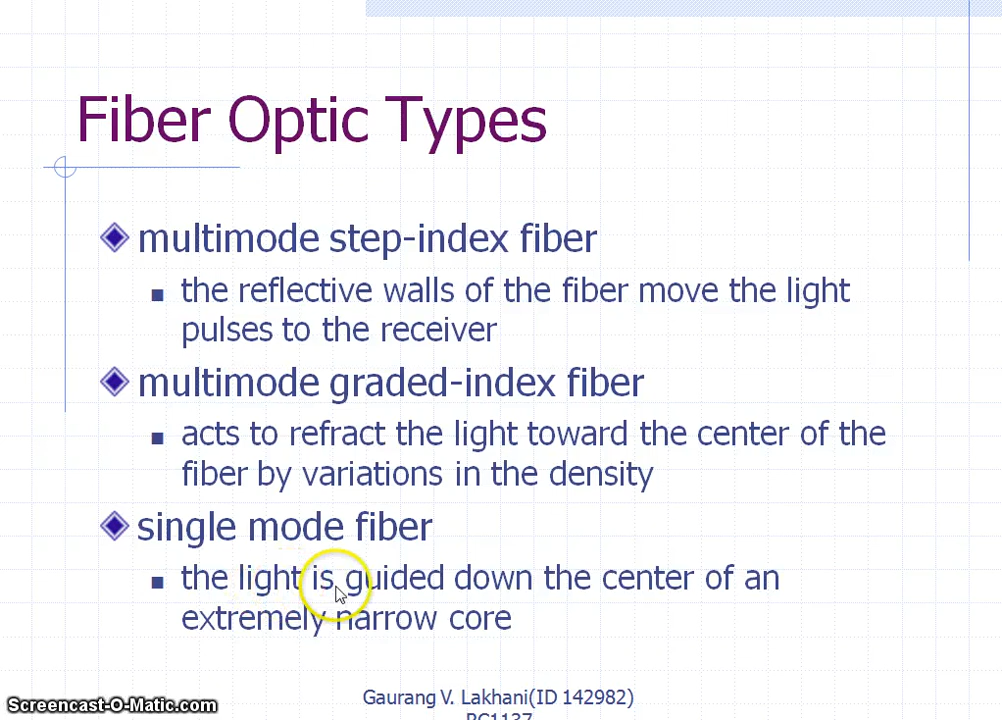 Fiber Optic Types
multimode step-index fiber
the reflective walls of the fiber move the light
pulses to the receiver
multimode graded-index fiber
acts to refract the light toward the center of the
fiber by variations in the density
single mode fiber
the light is guided down the center of an
extremely narrow core
Gaurang V. Lakhani(ID 142982)
Screencast-O-Matic.com